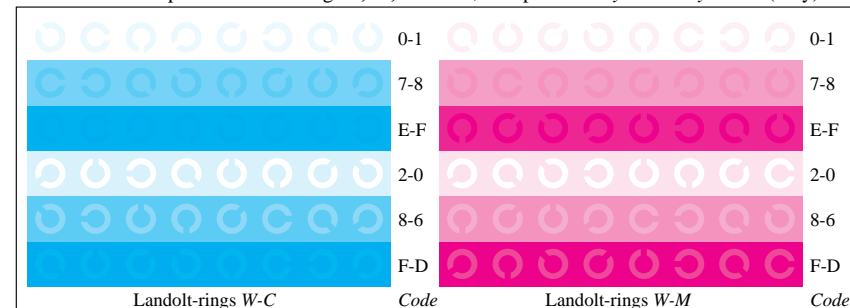 0-1
7-8
E-F
2-0
8-6
F-D
Landolt-rings W-C Code
0-1
7-8
E-F
2-0
8-6
F-D
Landolt-rings W-M Code